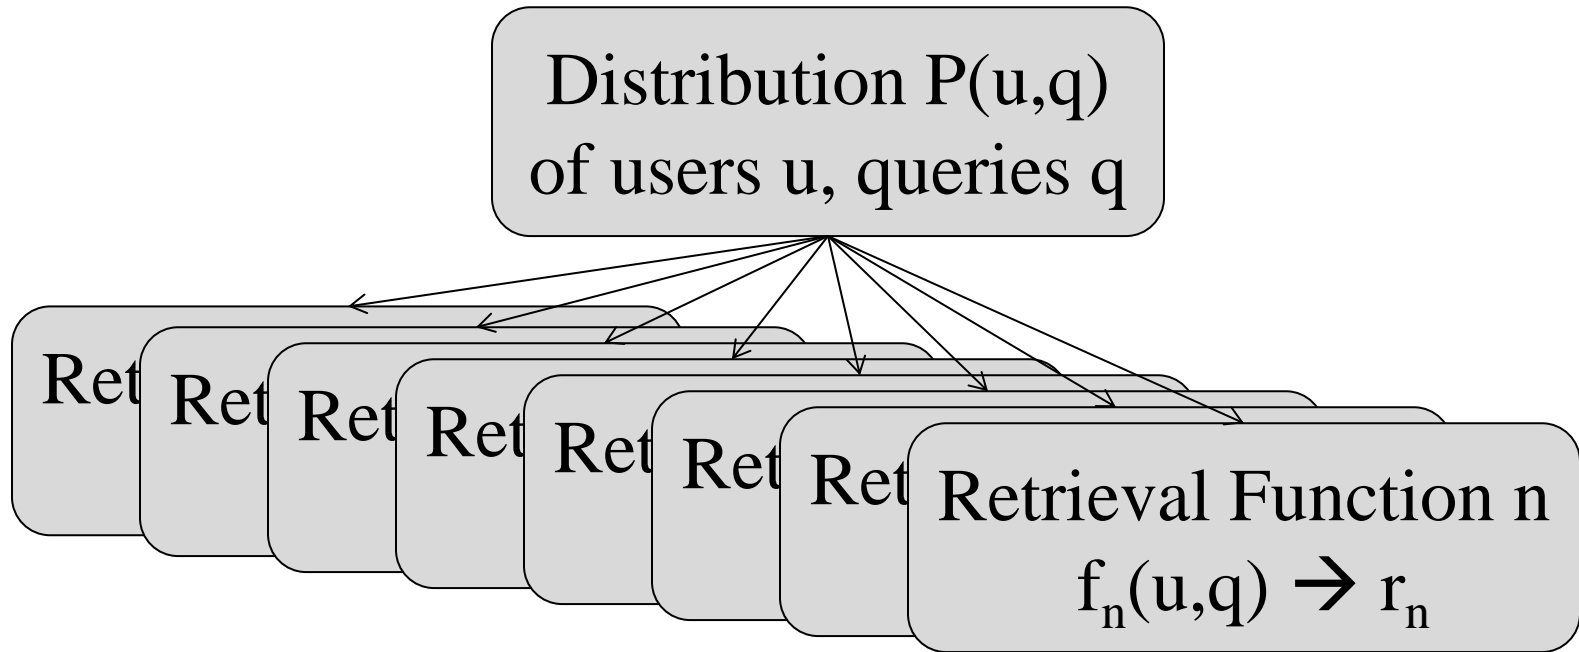 Distribution P(u,q)
of users u, queries q
Ret
Ret
Ret
Ret
Ret
Ret
Ret
Retrieval Function n
fₙ(u,q) → rₙ